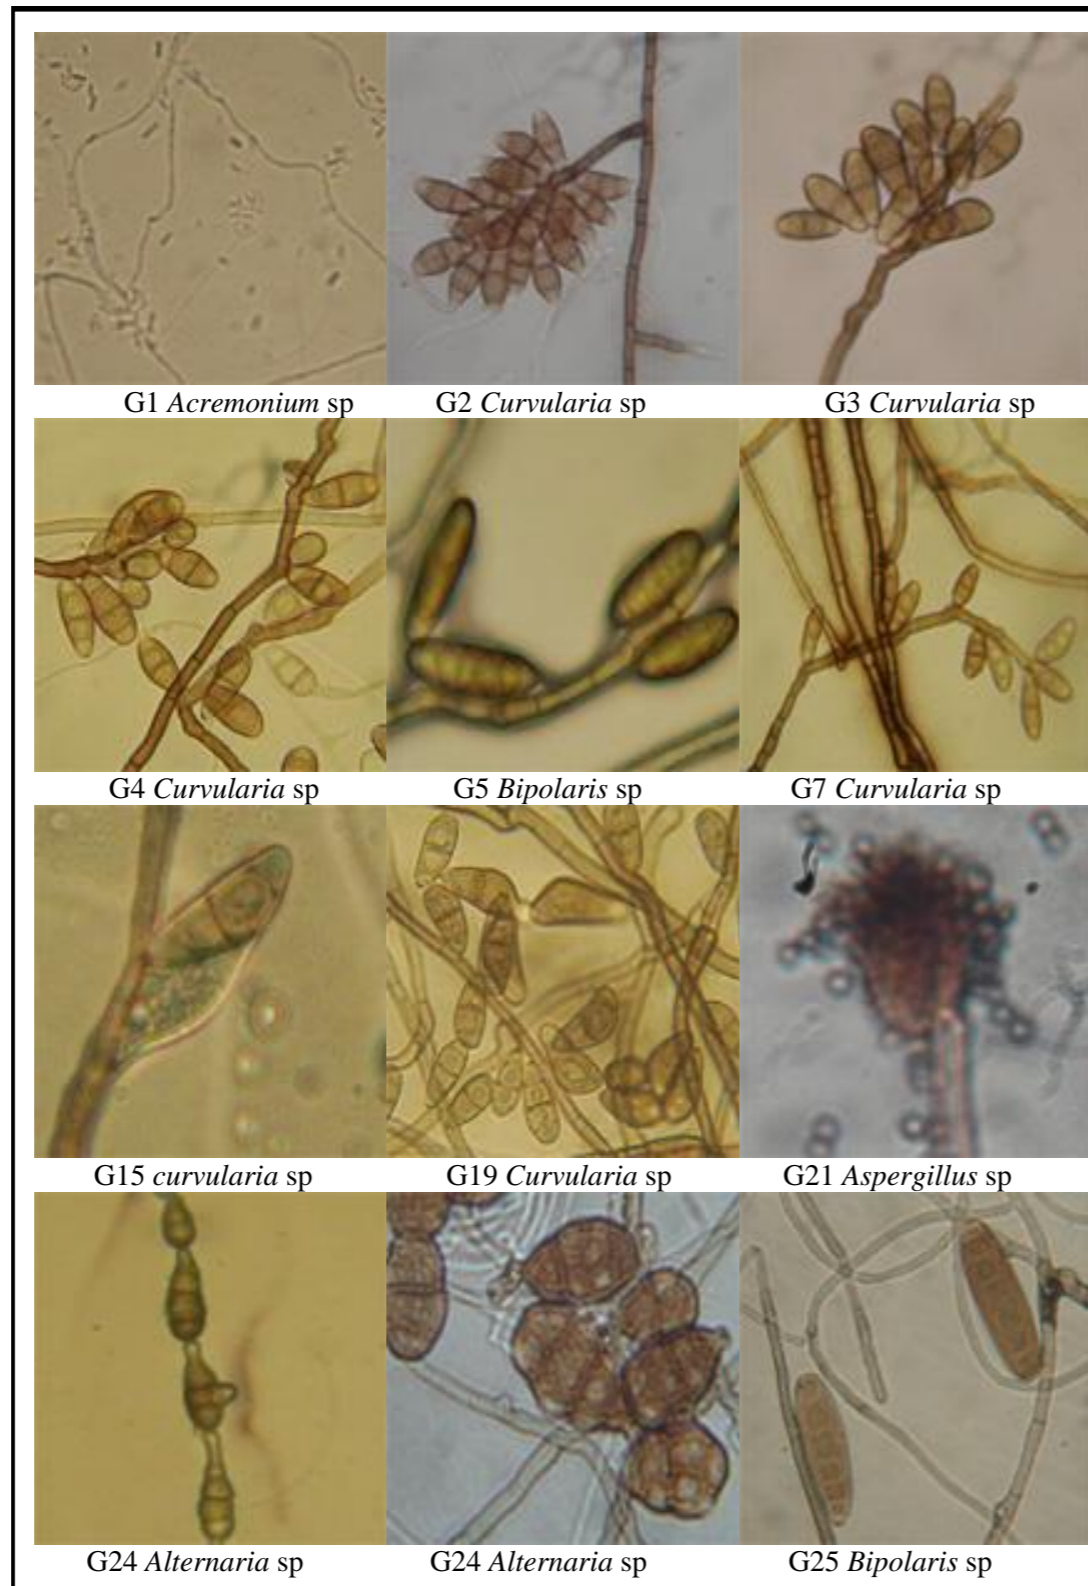 G1 Acremonium sp G2 Curvularia sp G3 Curvularia sp
G4 Curvularia sp G5 Bipolaris sp G7 Curvularia sp
G15 curvularia sp G19 Curvularia sp G21 Aspergillus sp
G24 Alternaria sp G24 Alternaria sp G25 Bipolaris sp